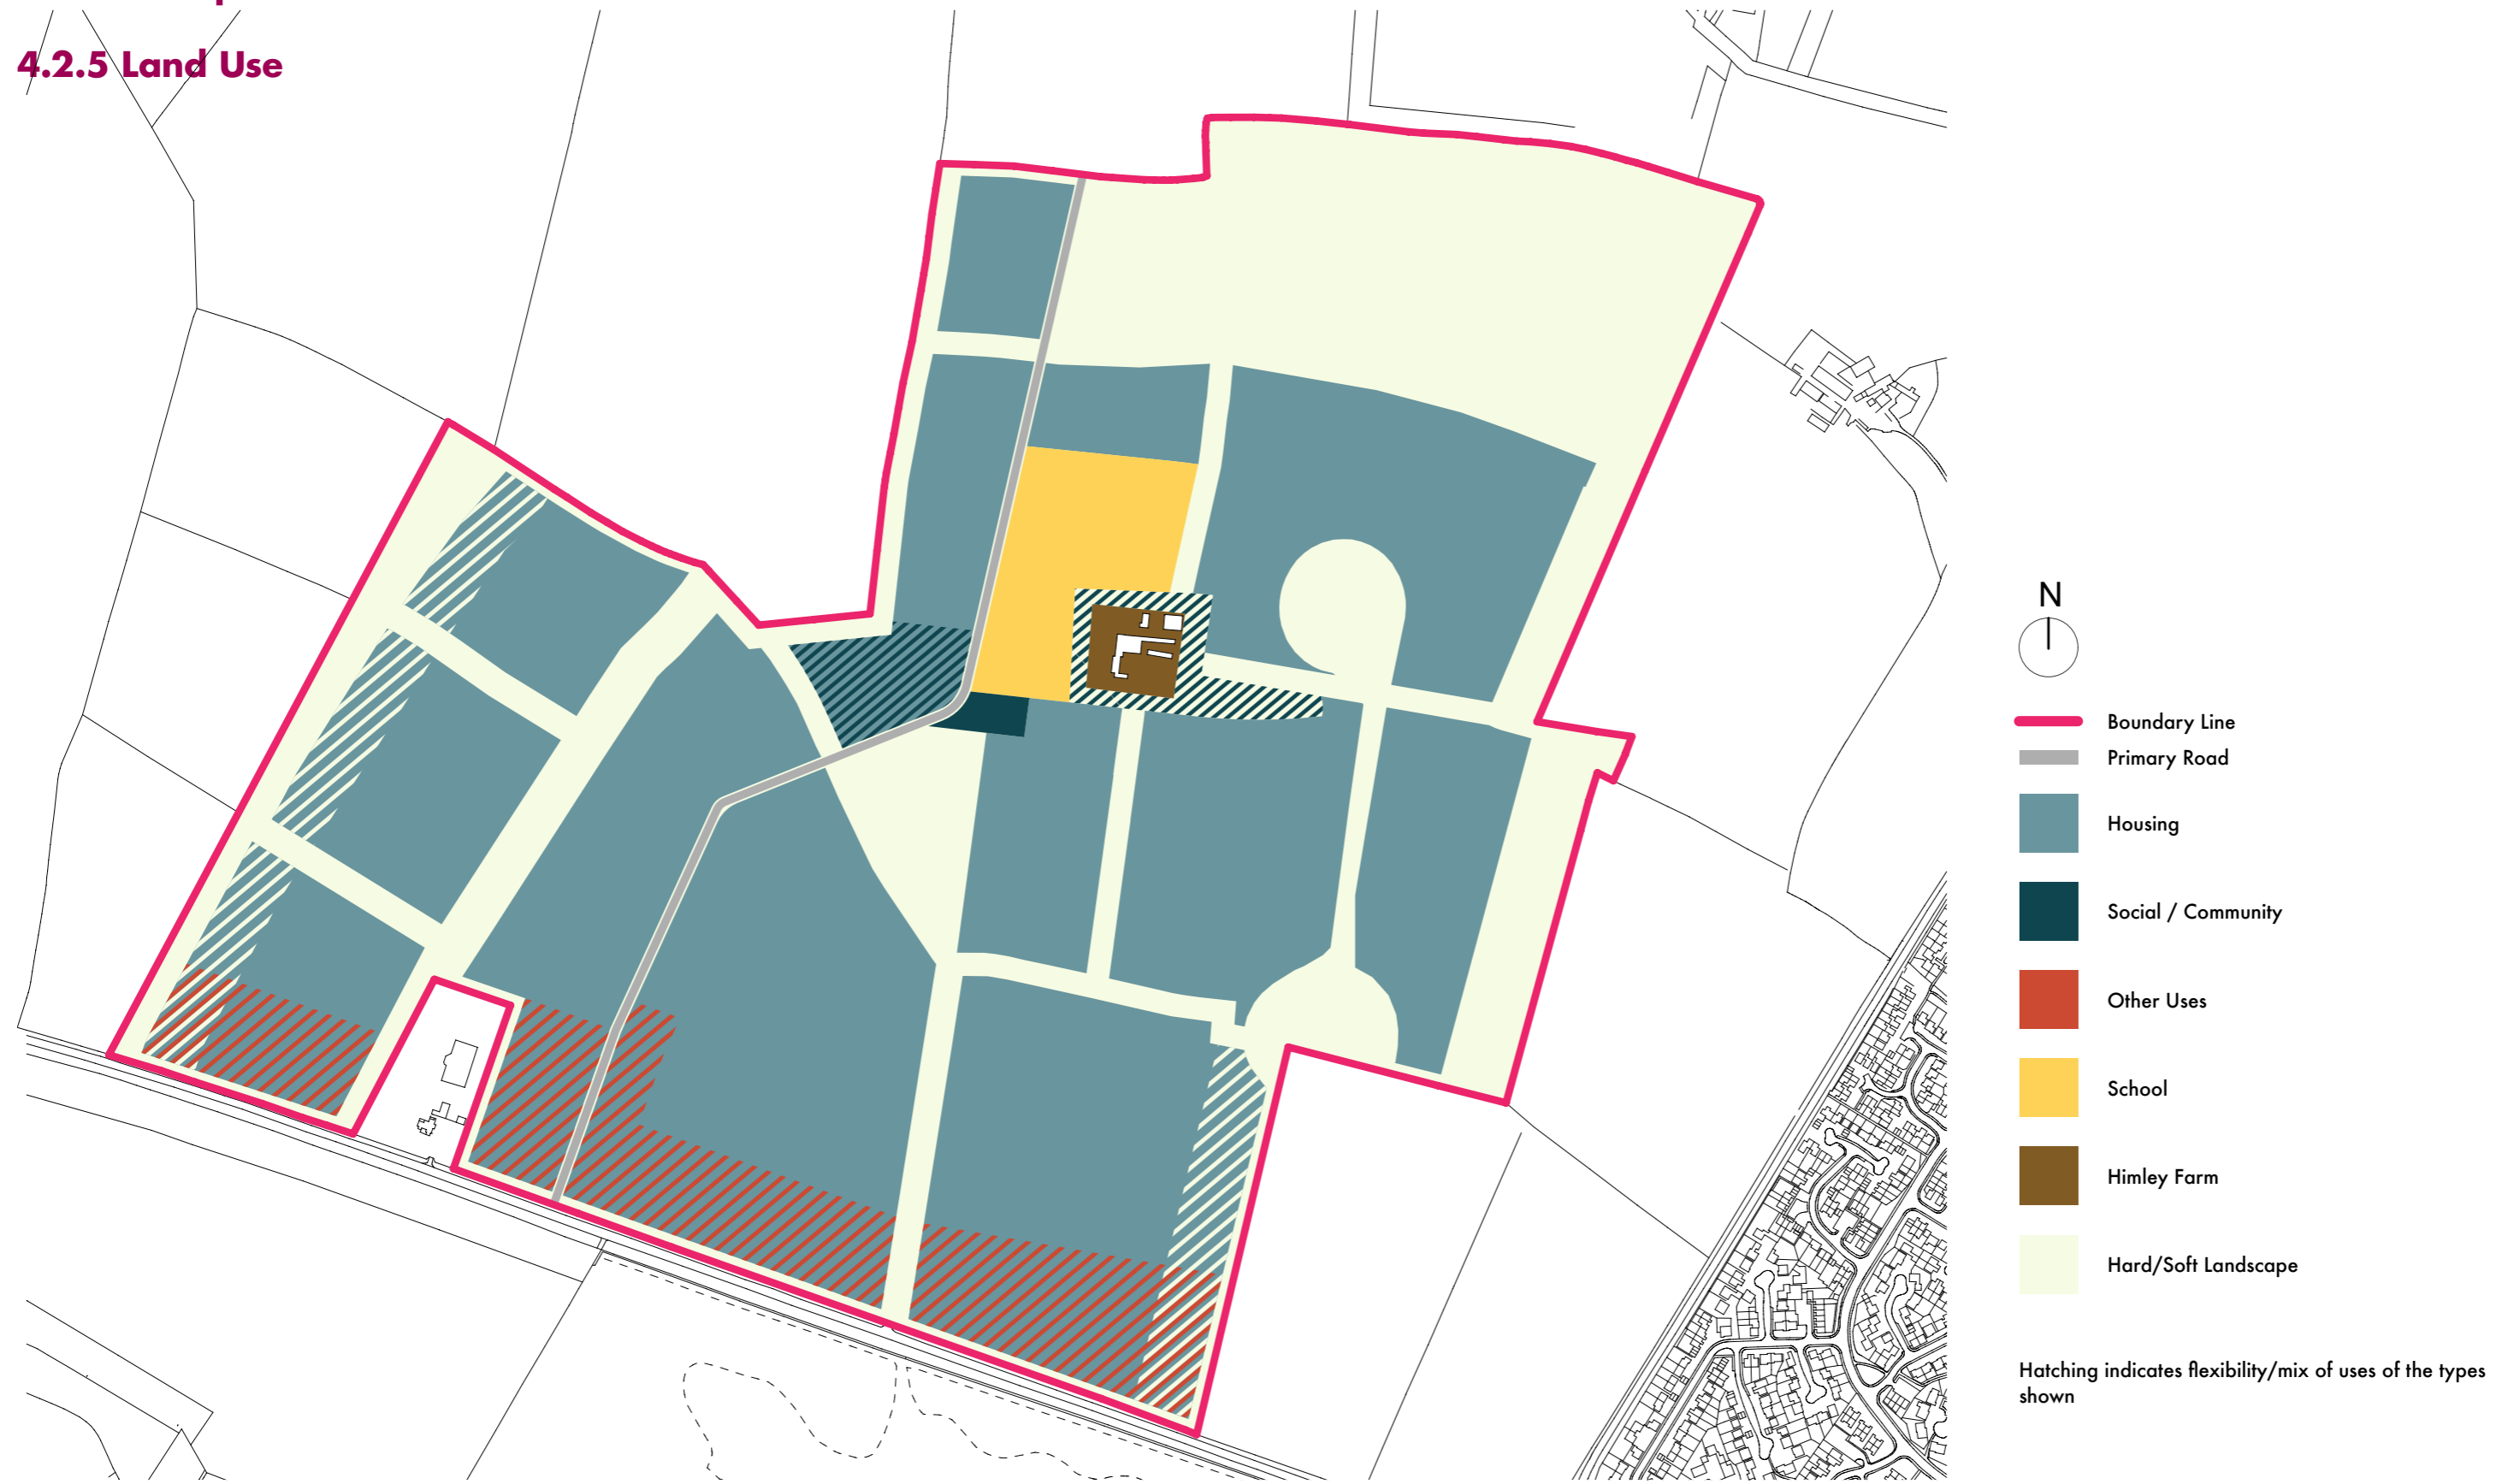 4.2.5 Land Use
N
Boundary Line
Primary Road
Housing
Social / Community
Other Uses
School
Himley Farm
Hard/Soft Landscape
Hatching indicates flexibility/mix of uses of the types
shown